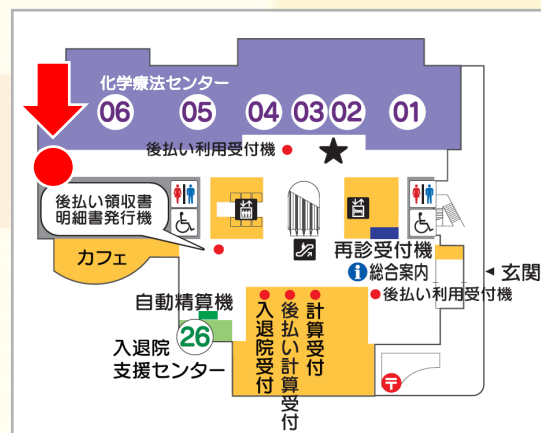 化学療法センター
06
05
04
03
02
01
後払い利用受付機
後払い領収書
明細書発行機
カフェ
再診受付機
i 総合案内
玄関
後払い利用受付機
自動精算機
26
入退院
支援センター
入退院受付
後払い計算受付
計算受付
〒